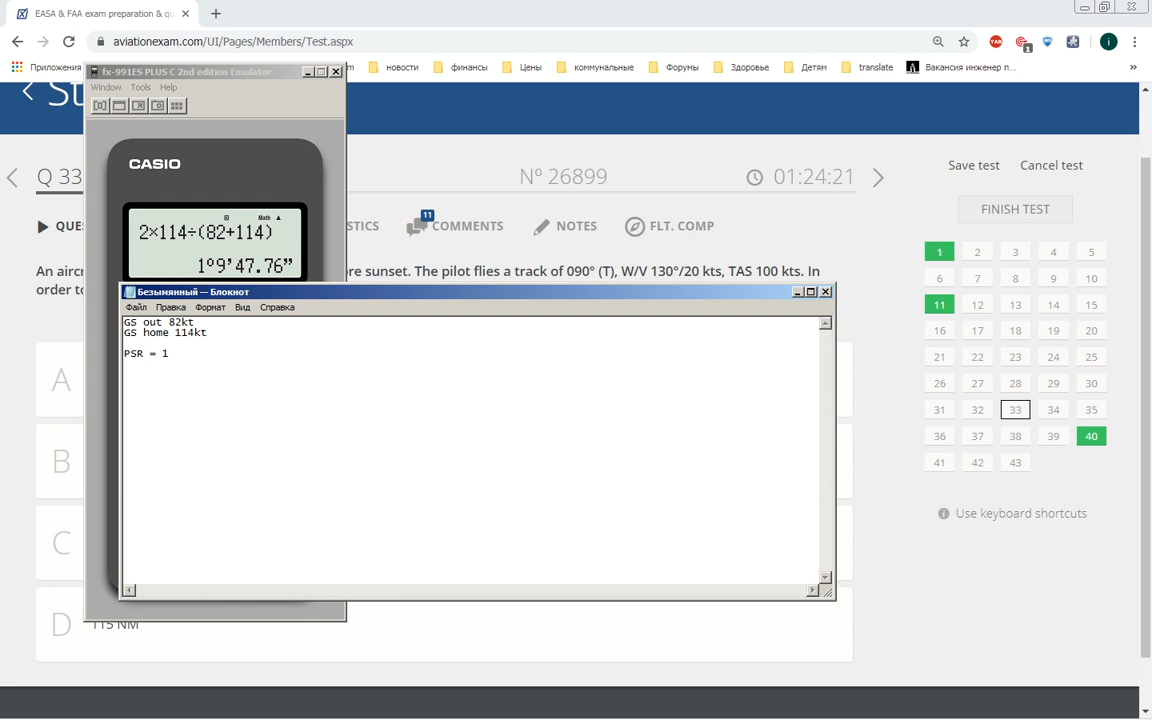 EASA & FAA exam preparation & qu
aviationexam.com/UI/Pages/Members/Test.aspx
Приложения
m
новости
финансы
Цены
коммунальные
Форумы
Здоровье
Детям
translate
Вакансия инженер п...
»
fx-991ES PLUS C 2nd edition Emulator
Window Tools Help
CASIO
Math
2×114÷(82+114)
1°9'47.76"
St
Q 33
Nº 26899
01:24:21
QUE
STICS
11
COMMENTS
NOTES
FLT. COMP
An aircr
re sunset. The pilot flies a track of 090° (T), W/V 130°/20 kts, TAS 100 kts. In
order to
Безымянный — Блокнот
Файл Правка Формат Вид Справка
GS out 82kt
GS home 114kt
PSR = 1
A
B
C
D
115 NM
Save test Cancel test
FINISH TEST
1 2 3 4 5
6 7 8 9 10
11 12 13 14 15
16 17 18 19 20
21 22 23 24 25
26 27 28 29 30
31 32 33 34 35
36 37 38 39 40
41 42 43
Use keyboard shortcuts